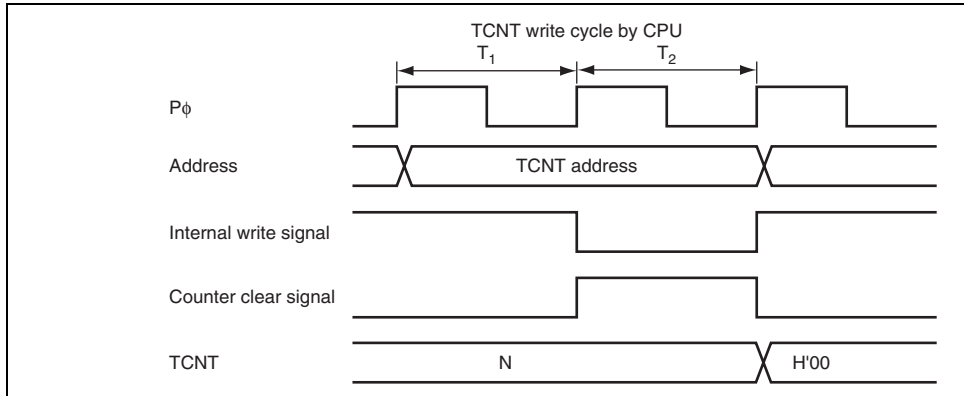 TCNT write cycle by CPU
T1 T2
Pϕ
Address TCNT address
Internal write signal
Counter clear signal
TCNT N H'00